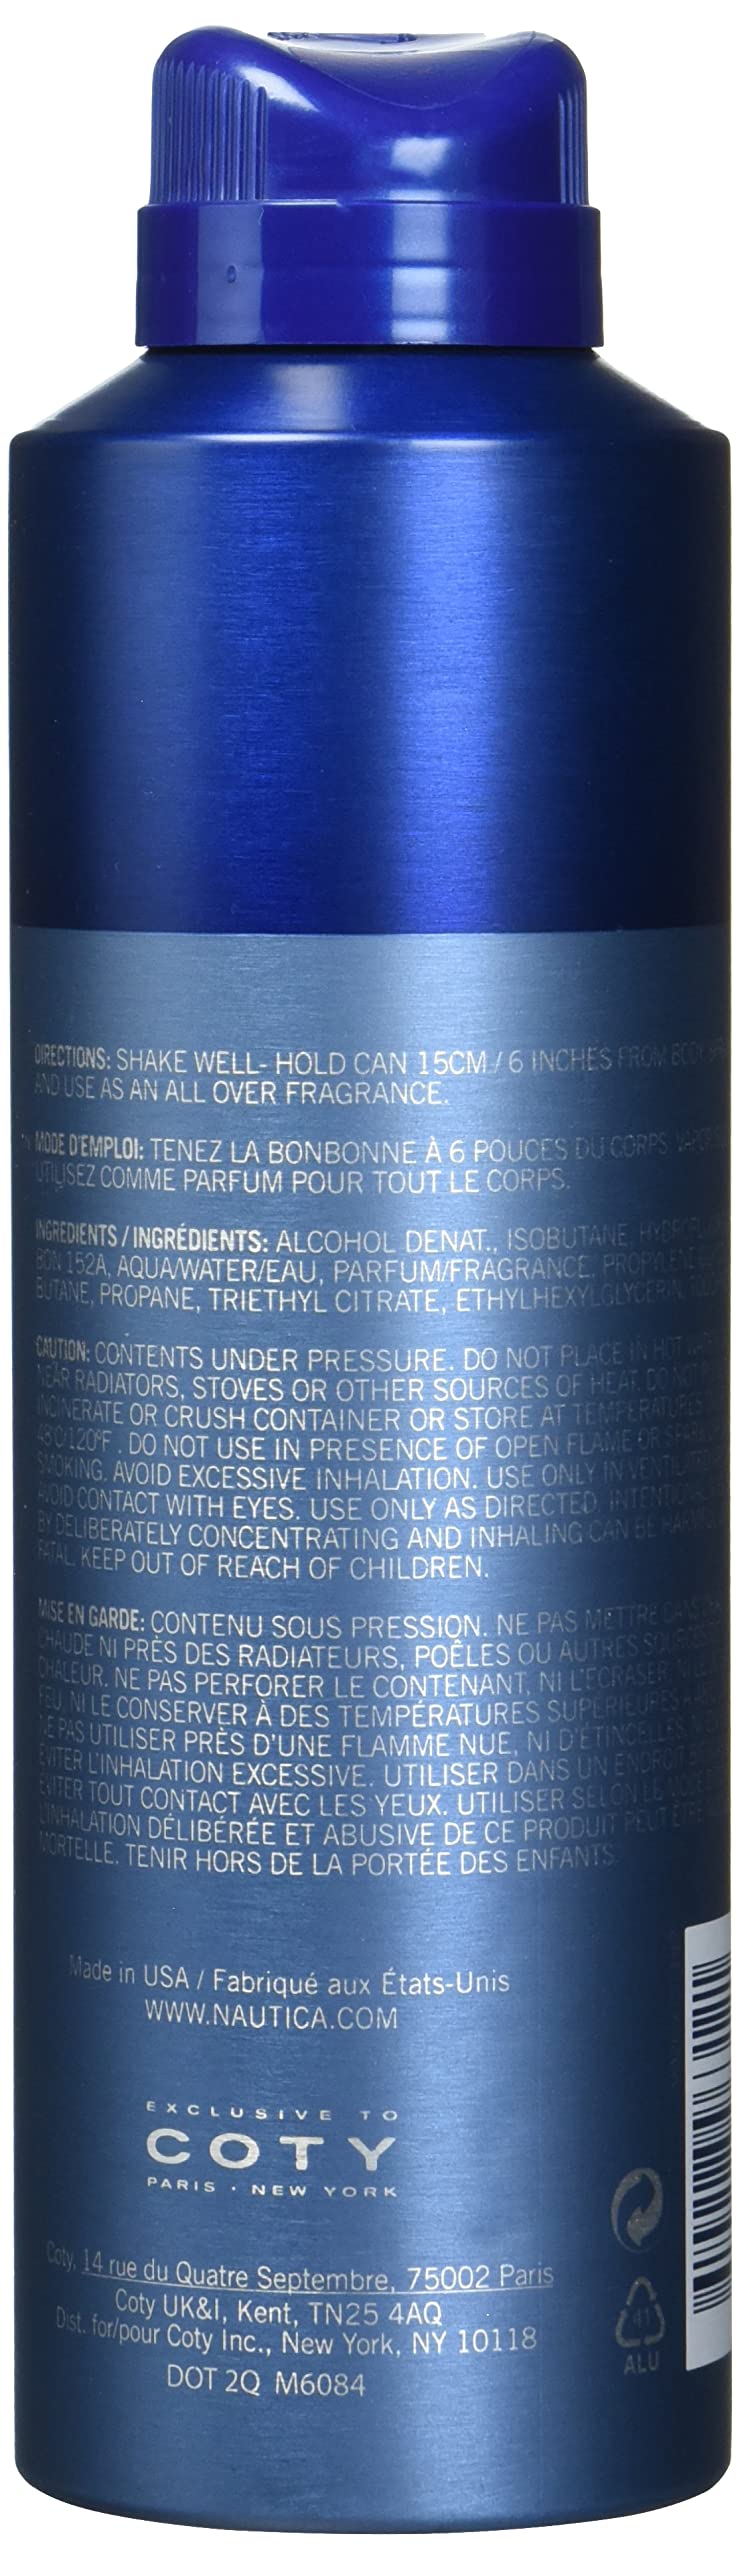 DIRECTIONS: SHAKE WELL- HOLD CAN 15CM / 6 INCHES FROM BODY
AND USE AS AN ALL OVER FRAGRANCE.
MODE D'EMPLOI: TENEZ LA BONBONNE À 6 POUCES DU CORPS.
UTILISEZ COMME PARFUM POUR TOUT LE CORPS.
INGREDIENTS / INGRÉDIENTS: ALCOHOL DENAT., ISOBUTANE,
BON 152A, AQUA/WATER/EAU, PARFUM/FRAGRANCE,
BUTANE, PROPANE, TRIETHYL CITRATE, ETHYLHEXYLGLYCERIN,
CAUTION: CONTENTS UNDER PRESSURE. DO NOT PLACE IN HOT
NEAR RADIATORS, STOVES OR OTHER SOURCES OF HEAT. DO NOT
INCINERATE OR CRUSH CONTAINER OR STORE AT TEMPERATURES
48°C/120°F . DO NOT USE IN PRESENCE OF OPEN FLAME OR
SMOKING. AVOID EXCESSIVE INHALATION. USE ONLY IN
AVOID CONTACT WITH EYES. USE ONLY AS DIRECTED,
BY DELIBERATELY CONCENTRATING AND INHALING CAN BE
FATAL. KEEP OUT OF REACH OF CHILDREN.
MISE EN GARDE: CONTENU SOUS PRESSION. NE PAS METTRE DANS
CHAUDE NI PRÈS DES RADIATEURS, POÊLES OU AUTRES
CHALEUR. NE PAS PERFORER LE CONTENANT, NI L'ÉCRASER,
FEU, NI LE CONSERVER À DES TEMPÉRATURES SUPÉRIEURES À
NE PAS UTILISER PRÈS D'UNE FLAMME NUE, NI D'ÉTINCELLES,
ÉVITER L'INHALATION EXCESSIVE. UTILISER DANS UN ENDROIT
ÉVITER TOUT CONTACT AVEC LES YEUX. UTILISER SELON LE
L'INHALATION DÉLIBÉRÉE ET ABUSIVE DE CE PRODUIT PEUT ÊTRE
MORTELLE. TENIR HORS DE LA PORTÉE DES ENFANTS.
Made in USA / Fabriqué aux États-Unis
WWW.NAUTICA.COM
EXCLUSIVE TO
COTY
PARIS · NEW YORK
Coty, 14 rue du Quatre Septembre, 75002 Paris
Coty UK&I, Kent, TN25 4AQ
Dist. for/pour Coty Inc., New York, NY 10118
DOT 2Q M6084
41
ALU